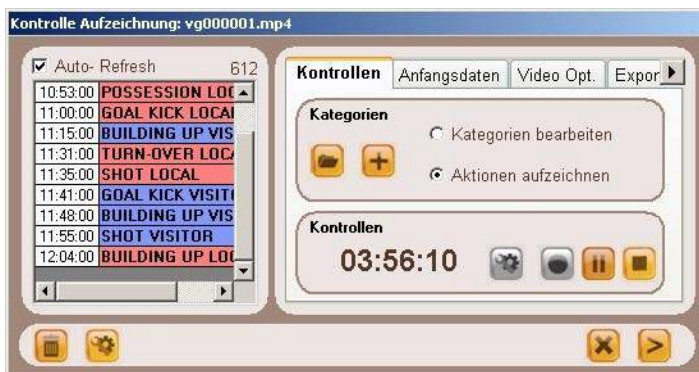 Kontrolle Aufzeichnung: vg000001.mp4
Auto- Refresh 612
10:53:00 POSSESSION LOC
11:00:00 GOAL KICK LOCAL
11:15:00 BUILDING UP VIS
11:31:00 TURN-OVER LOCA
11:35:00 SHOT LOCAL
11:41:00 GOAL KICK VISITO
11:48:00 BUILDING UP VIS
11:55:00 SHOT VISITOR
12:04:00 BUILDING UP LOC
Kontrollen Anfangsdaten Video Opt. Expor
Kategorien
Kategorien bearbeiten
Aktionen aufzeichnen
Kontrollen
03:56:10